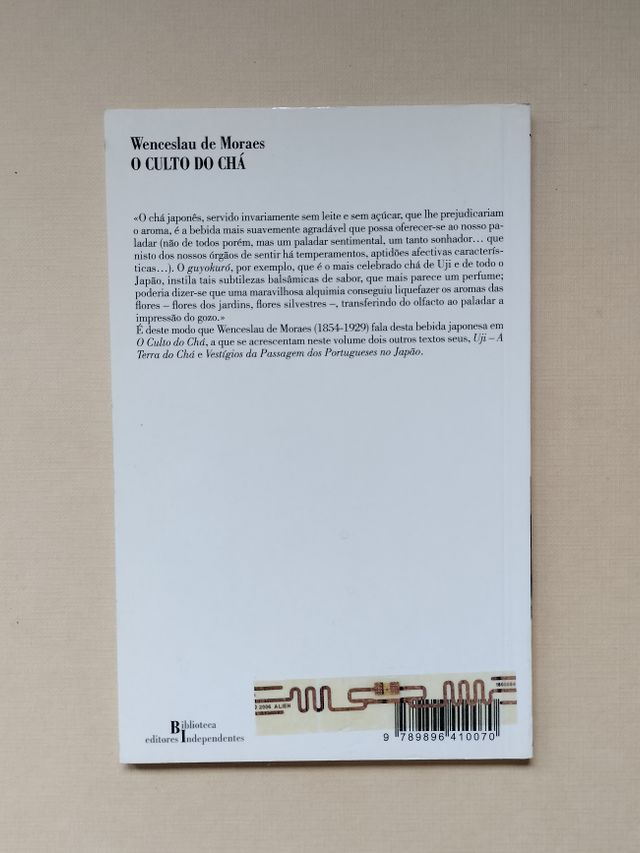 Wenceslau de Moraes
O CULTO DO CHÁ
«O chá japonês, servido invariamente sem leite e sem açúcar, que lhe prejudicariam
o aroma, é a bebida mais suavemente agradável que possa oferecer-se ao nosso pa-
ladar (não de todos porém, mas um paladar sentimental, um tanto sonhador... que
nisto dos nossos órgãos de sentir há temperamentos, aptidões afectivas caracterís-
ticas...). O guyokuró, por exemplo, que é o mais celebrado chá de Uji e de todo o
Japão, instila tais subtilezas balsâmicas de sabor, que mais parece um perfume;
poderia dizer-se que uma maravilhosa alquimia conseguiu liquefazer os aromas das
flores – flores dos jardins, flores silvestres –, transferindo do olfacto ao paladar a
impressão do gozo.»
É deste modo que Wenceslau de Moraes (1854-1929) fala desta bebida japonesa em
O Culto do Chá, a que se acrescentam neste volume dois outros textos seus, Uji – A
Terra do Chá e Vestígios da Passagem dos Portugueses no Japão.
2006 ALIEN
Biblioteca
editores Independentes
9 789896 410070